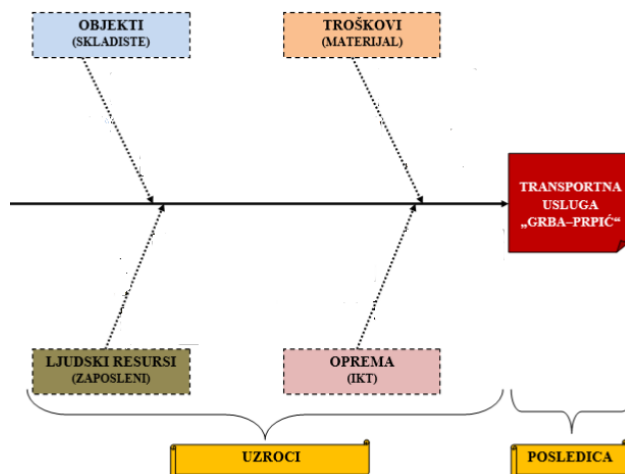 OBJEKTI
(SKLADISTE)
TROŠKOVI
(MATERIJAL)
TRANSPORTNA
USLUGA
„GRBA–PRPIĆ“
LJUDSKI RESURSI
(ZAPOSLENI)
OPREMA
(IKT)
UZROCI
POSLEDICA